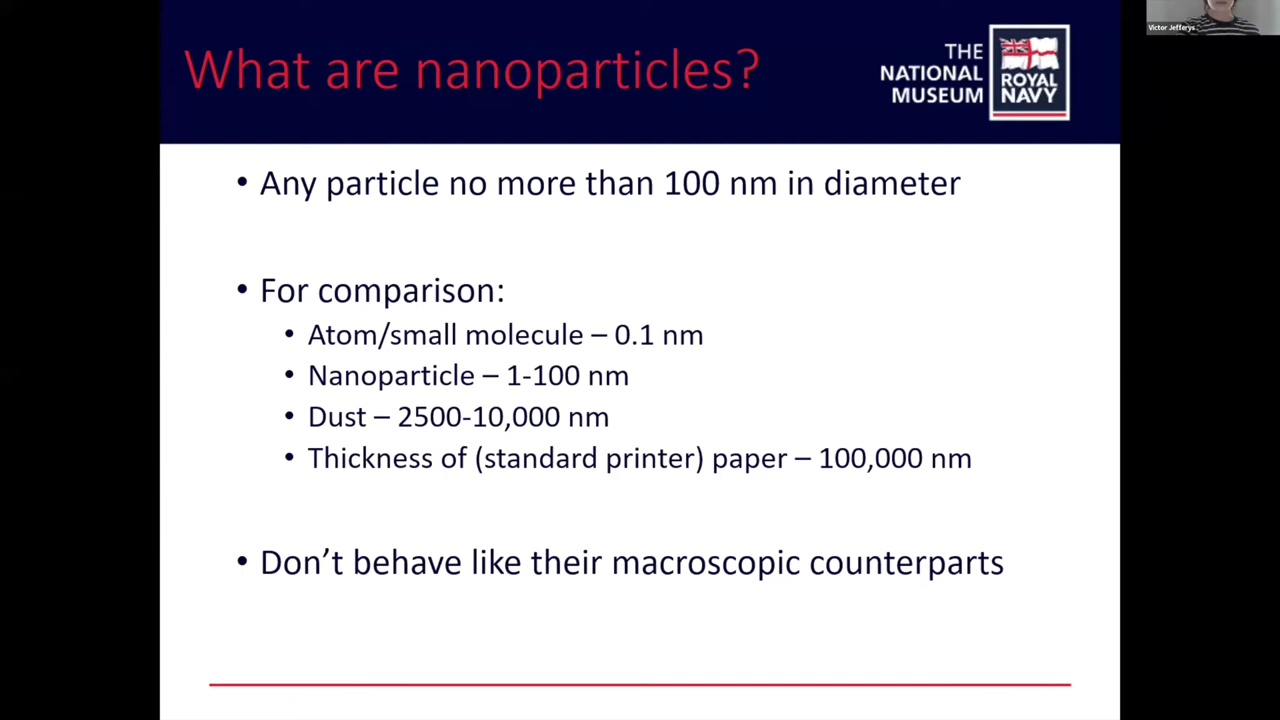 What are nanoparticles?
THE
NATIONAL
MUSEUM
ROYAL
NAVY
Victor Jefferys
• Any particle no more than 100 nm in diameter
• For comparison:
• Atom/small molecule – 0.1 nm
• Nanoparticle – 1-100 nm
• Dust – 2500-10,000 nm
• Thickness of (standard printer) paper – 100,000 nm
• Don’t behave like their macroscopic counterparts